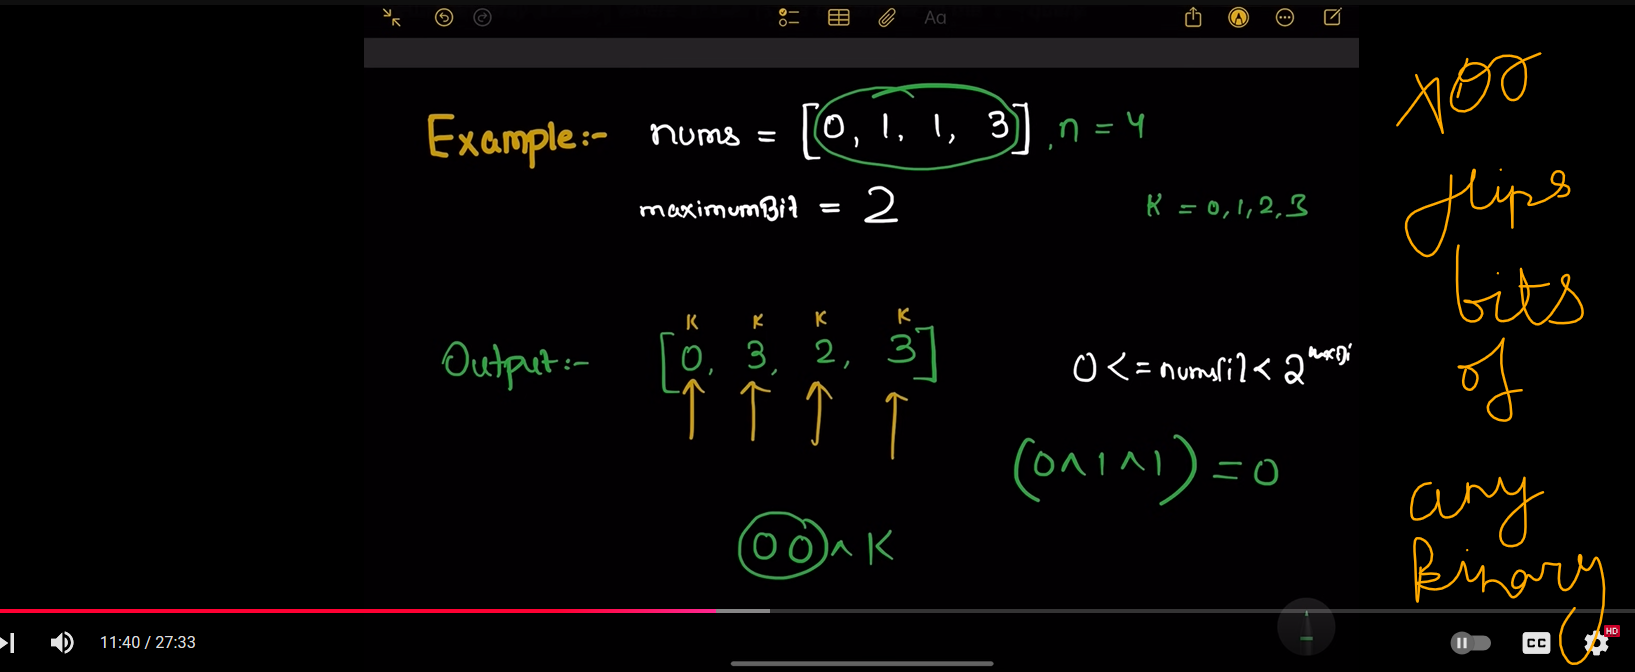 Aa
Example:- nums = [0, 1, 1, 3], n = 4
maximumBit = 2
K = 0,1,2,3
K K K K
Output:- [0, 3, 2, 3]
0 <= nums[i] < 2
(0^1^1) = 0
00^K
xor
flips
bits
of
any
Binary
11:40 / 27:33
CC
HD